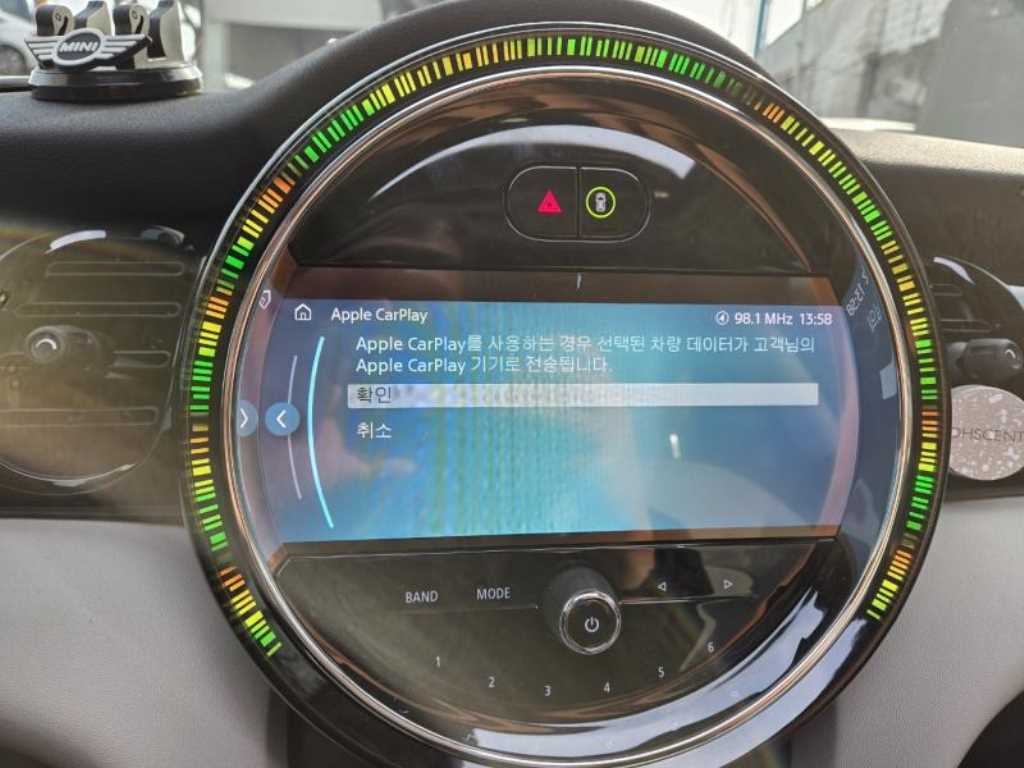 MINI
Apple CarPlay
98.1 MHz 13:58
Apple CarPlay를 사용하는 경우 선택된 차량 데이터가 고객님의
Apple CarPlay 기기로 전송됩니다.
확인
취소
BAND
MODE
1
2
3
4
5
6
OHSCENT